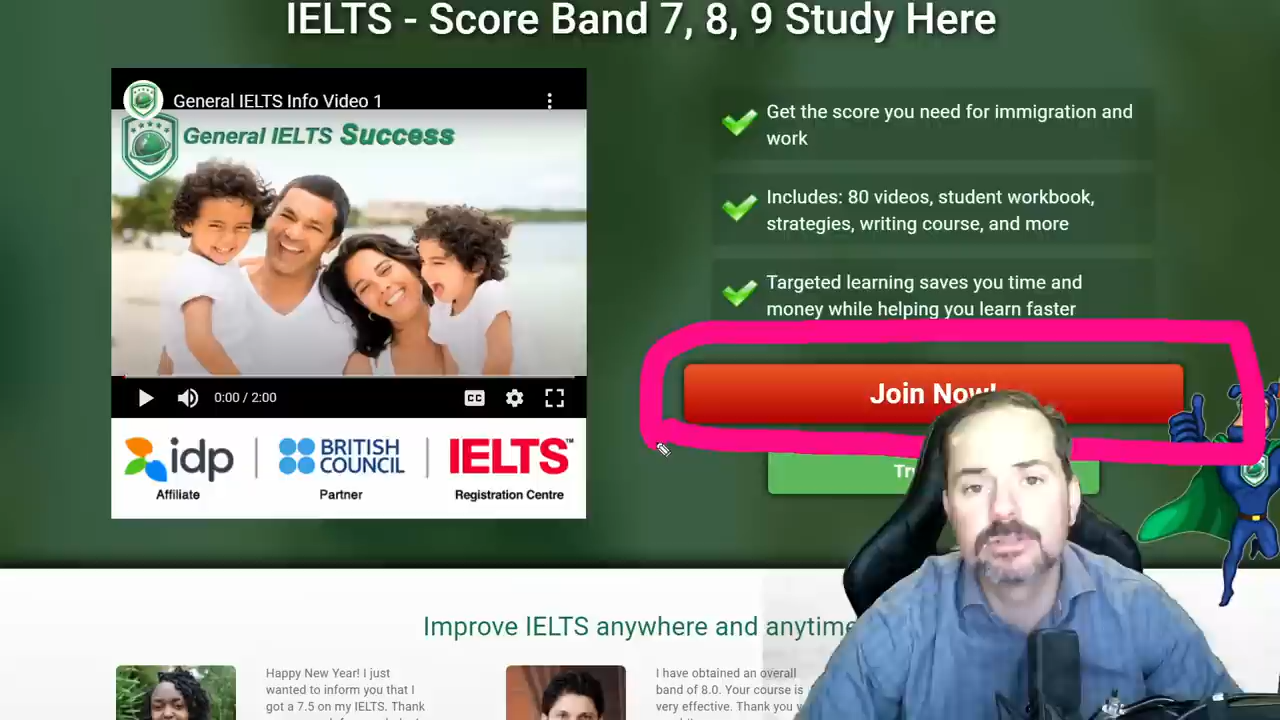 IELTS - Score Band 7, 8, 9 Study Here
General IELTS Info Video 1
General IELTS Success
0:00 / 2:00
CC
idp
Affiliate
BRITISH
COUNCIL
Partner
IELTS™
Registration Centre
Get the score you need for immigration and
work
Includes: 80 videos, student workbook,
strategies, writing course, and more
Targeted learning saves you time and
money while helping you learn faster
Join Now!
Improve IELTS anywhere and anytime
Happy New Year! I just
wanted to inform you that I
got a 7.5 on my IELTS. Thank
I have obtained an overall
band of 8.0. Your course is
very effective. Thank you